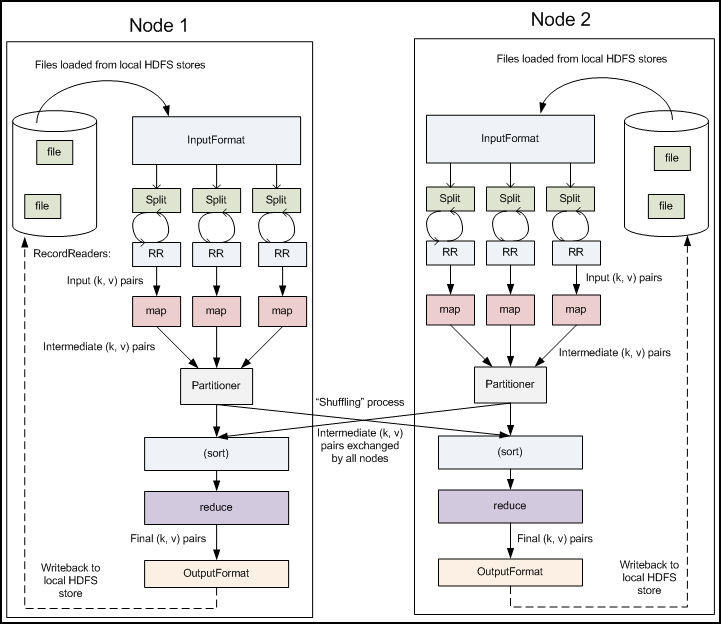 Node 1
Node 2
Files loaded from local HDFS stores
Files loaded from local HDFS stores
file
file
InputFormat
InputFormat
file
file
Split
Split
Split
Split
Split
Split
RecordReaders:
RR
RR
RR
RR
RR
RR
Input (k, v) pairs
Input (k, v) pairs
map
map
map
map
map
map
Intermediate (k, v) pairs
Intermediate (k, v) pairs
Partitioner
Partitioner
“Shuffling” process
Intermediate (k, v)
pairs exchanged
by all nodes
(sort)
(sort)
reduce
reduce
Final (k, v) pairs
Final (k, v) pairs
OutputFormat
OutputFormat
Writeback to
local HDFS
store
Writeback to
local HDFS
store